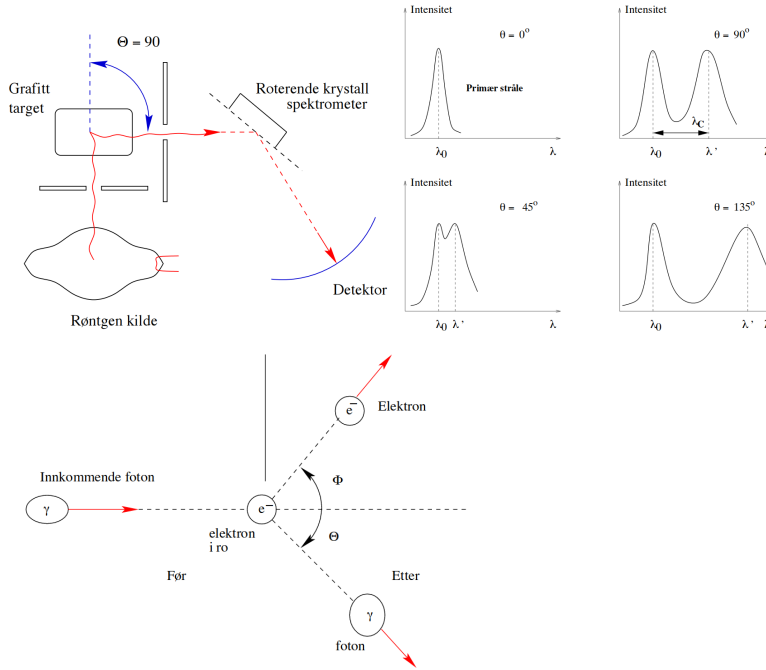 Θ = 90
Grafitt
target
Roterende krystall
spektrometer
Røntgen kilde
Detektor
Intensitet
θ = 0°
Primær stråle
λ0
λ
Intensitet
θ = 90°
λC
λ0
λ'
Intensitet
θ = 45°
λ0
λ'
λ
Intensitet
θ = 135°
λ0
λ'
e−
Elektron
Innkommende foton
γ
e−
Φ
Θ
elektron
i ro
Før
Etter
γ
foton